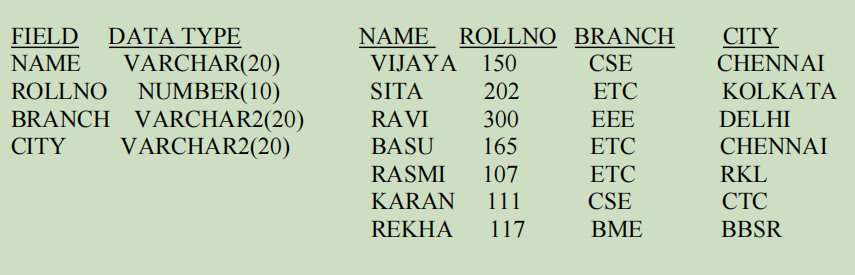 FIELD DATA TYPE
NAME VARCHAR(20)
ROLLNO NUMBER(10)
BRANCH VARCHAR2(20)
CITY VARCHAR2(20)
NAME ROLLNO BRANCH CITY
VIJAYA 150 CSE CHENNAI
SITA 202 ETC KOLKATA
RAVI 300 EEE DELHI
BASU 165 ETC CHENNAI
RASMI 107 ETC RKL
KARAN 111 CSE CTC
REKHA 117 BME BBSR